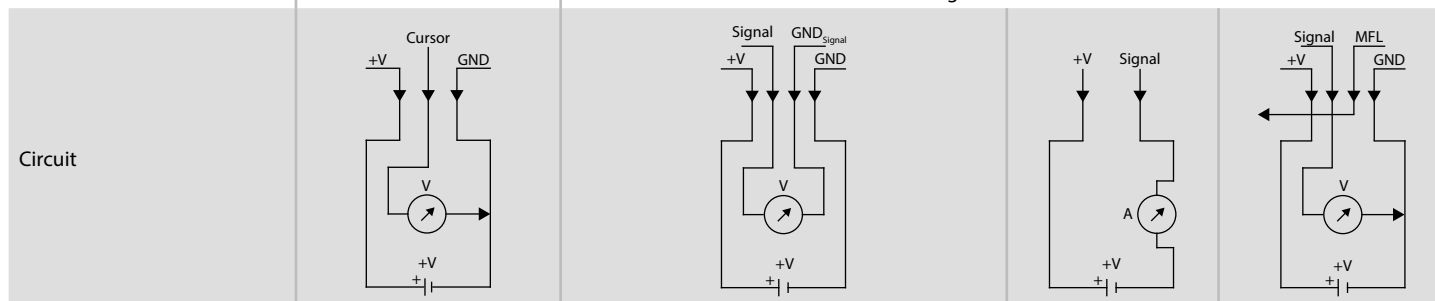 Circuit
Cursor
+V
GND
V
+V
+
Signal
GND Signal
+V
GND
V
+V
+
+V
Signal
A
+V
+
Signal
MFL
+V
GND
V
+V
+